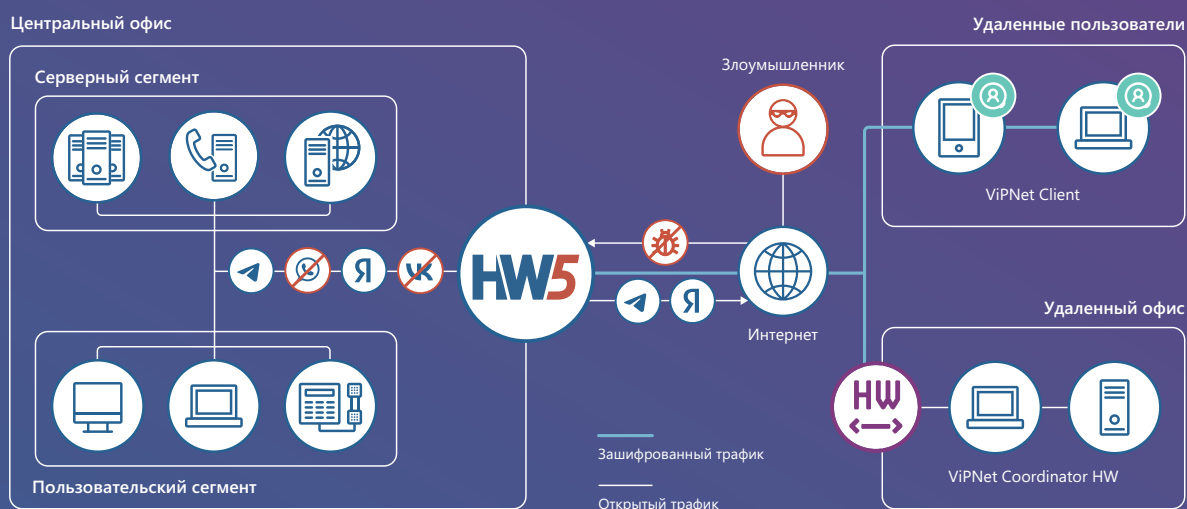 Центральный офис
Удаленные пользователи
Серверный сегмент
Злоумышленник
ViPNet Client
Я
VK
HW5
Я
Интернет
Удаленный офис
HW
Зашифрованный трафик
ViPNet Coordinator HW
Пользовательский сегмент
Открытый трафик